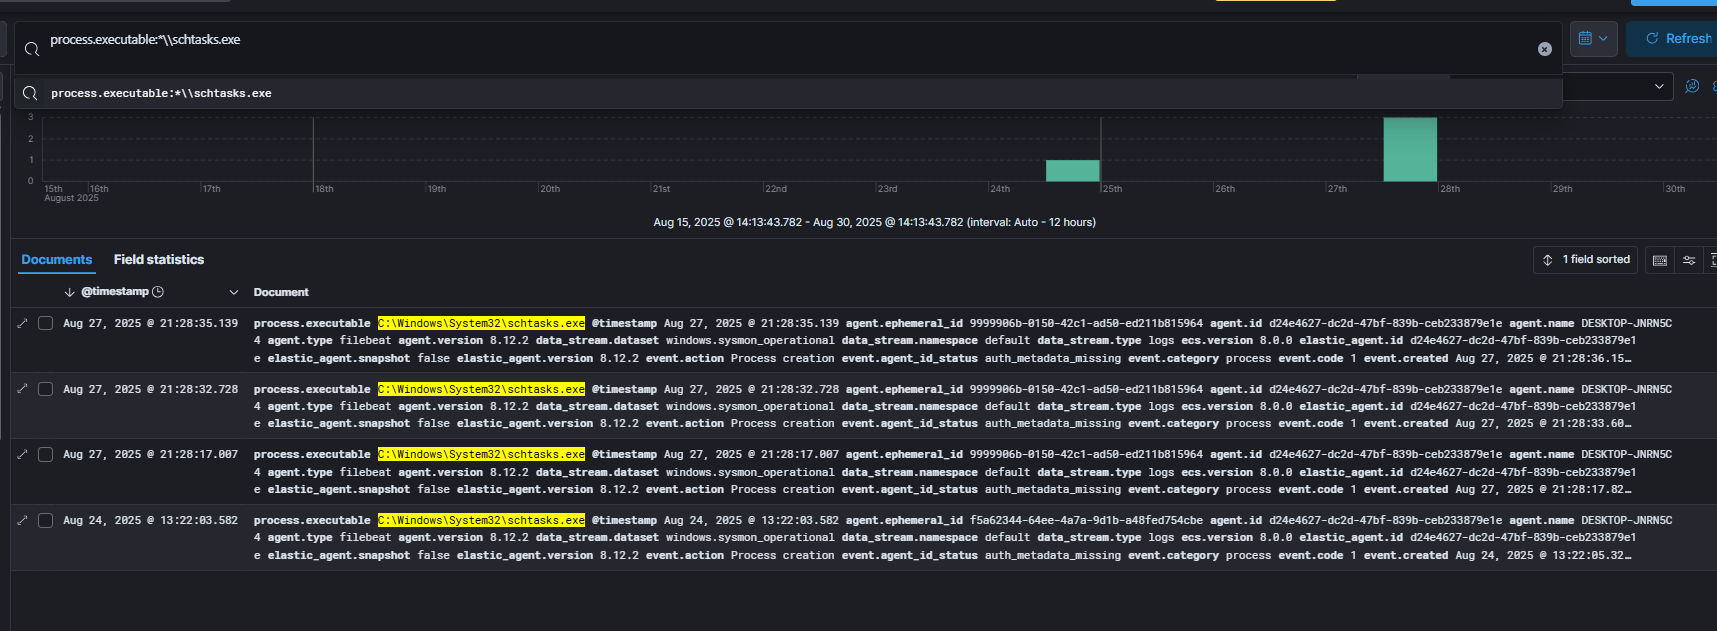 process.executable:*\\schtasks.exe
Refresh
process.executable:*\\schtasks.exe
3
2
1
0
15th 16th 17th 18th 19th 20th 21st 22nd 23rd 24th 25th 26th 27th 28th 29th 30th
August 2025
Aug 15, 2025 @ 14:13:43.782 - Aug 30, 2025 @ 14:13:43.782 (interval: Auto - 12 hours)
Documents Field statistics
1 field sorted
@timestamp Document
Aug 27, 2025 @ 21:28:35.139 process.executable C:\Windows\System32\schtasks.exe @timestamp Aug 27, 2025 @ 21:28:35.139 agent.ephemeral_id 9999906b-0150-42c1-ad50-ed211b815964 agent.id d24e4627-dc2d-47bf-839b-ceb233879e1e agent.name DESKTOP-JNRN5C
4 agent.type filebeat agent.version 8.12.2 data_stream.dataset windows.sysmon_operational data_stream.namespace default data_stream.type logs ecs.version 8.0.0 elastic_agent.id d24e4627-dc2d-47bf-839b-ceb233879e1
e elastic_agent.snapshot false elastic_agent.version 8.12.2 event.action Process creation event.agent_id_status auth_metadata_missing event.category process event.code 1 event.created Aug 27, 2025 @ 21:28:36.15…
Aug 27, 2025 @ 21:28:32.728 process.executable C:\Windows\System32\schtasks.exe @timestamp Aug 27, 2025 @ 21:28:32.728 agent.ephemeral_id 9999906b-0150-42c1-ad50-ed211b815964 agent.id d24e4627-dc2d-47bf-839b-ceb233879e1e agent.name DESKTOP-JNRN5C
4 agent.type filebeat agent.version 8.12.2 data_stream.dataset windows.sysmon_operational data_stream.namespace default data_stream.type logs ecs.version 8.0.0 elastic_agent.id d24e4627-dc2d-47bf-839b-ceb233879e1
e elastic_agent.snapshot false elastic_agent.version 8.12.2 event.action Process creation event.agent_id_status auth_metadata_missing event.category process event.code 1 event.created Aug 27, 2025 @ 21:28:33.60…
Aug 27, 2025 @ 21:28:17.007 process.executable C:\Windows\System32\schtasks.exe @timestamp Aug 27, 2025 @ 21:28:17.007 agent.ephemeral_id 9999906b-0150-42c1-ad50-ed211b815964 agent.id d24e4627-dc2d-47bf-839b-ceb233879e1e agent.name DESKTOP-JNRN5C
4 agent.type filebeat agent.version 8.12.2 data_stream.dataset windows.sysmon_operational data_stream.namespace default data_stream.type logs ecs.version 8.0.0 elastic_agent.id d24e4627-dc2d-47bf-839b-ceb233879e1
e elastic_agent.snapshot false elastic_agent.version 8.12.2 event.action Process creation event.agent_id_status auth_metadata_missing event.category process event.code 1 event.created Aug 27, 2025 @ 21:28:17.82…
Aug 24, 2025 @ 13:22:03.582 process.executable C:\Windows\System32\schtasks.exe @timestamp Aug 24, 2025 @ 13:22:03.582 agent.ephemeral_id f5a62344-64ee-4a7a-9d1b-a48fed754cbe agent.id d24e4627-dc2d-47bf-839b-ceb233879e1e agent.name DESKTOP-JNRN5C
4 agent.type filebeat agent.version 8.12.2 data_stream.dataset windows.sysmon_operational data_stream.namespace default data_stream.type logs ecs.version 8.0.0 elastic_agent.id d24e4627-dc2d-47bf-839b-ceb233879e1
e elastic_agent.snapshot false elastic_agent.version 8.12.2 event.action Process creation event.agent_id_status auth_metadata_missing event.category process event.code 1 event.created Aug 24, 2025 @ 13:22:05.32…